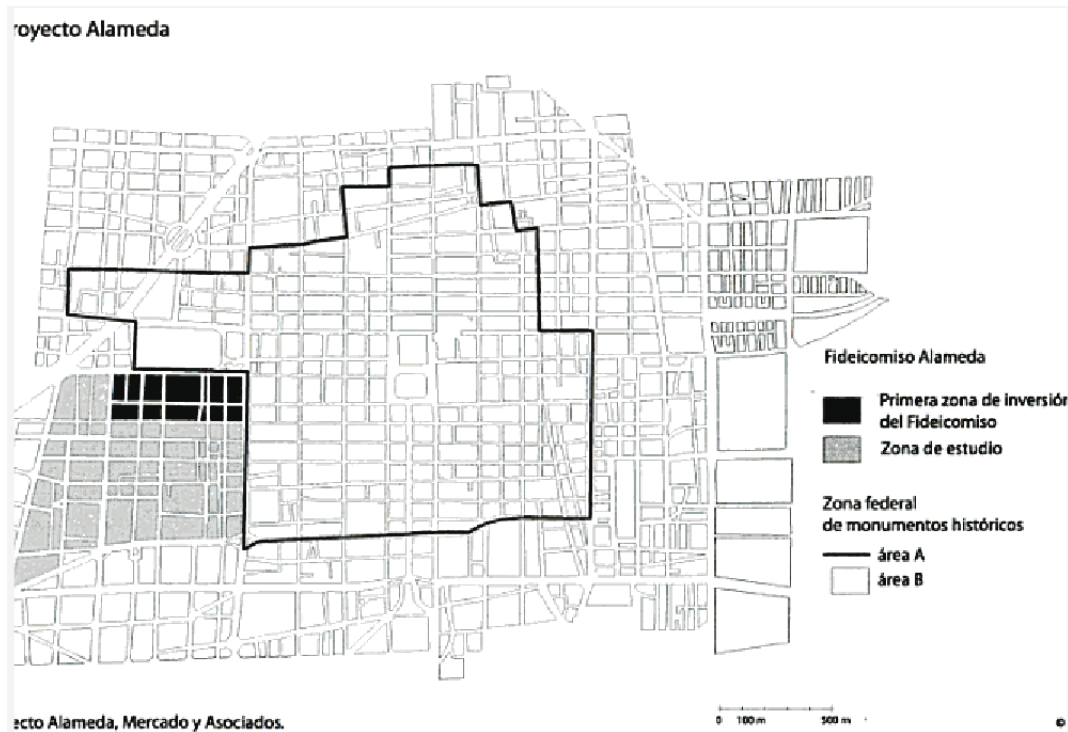 royecto Alameda
Fideicomiso Alameda
Primera zona de inversión
del Fideicomiso
Zona de estudio
Zona federal
de monumentos históricos
área A
área B
ecto Alameda, Mercado y Asociados.
0 100 m 500 m
©